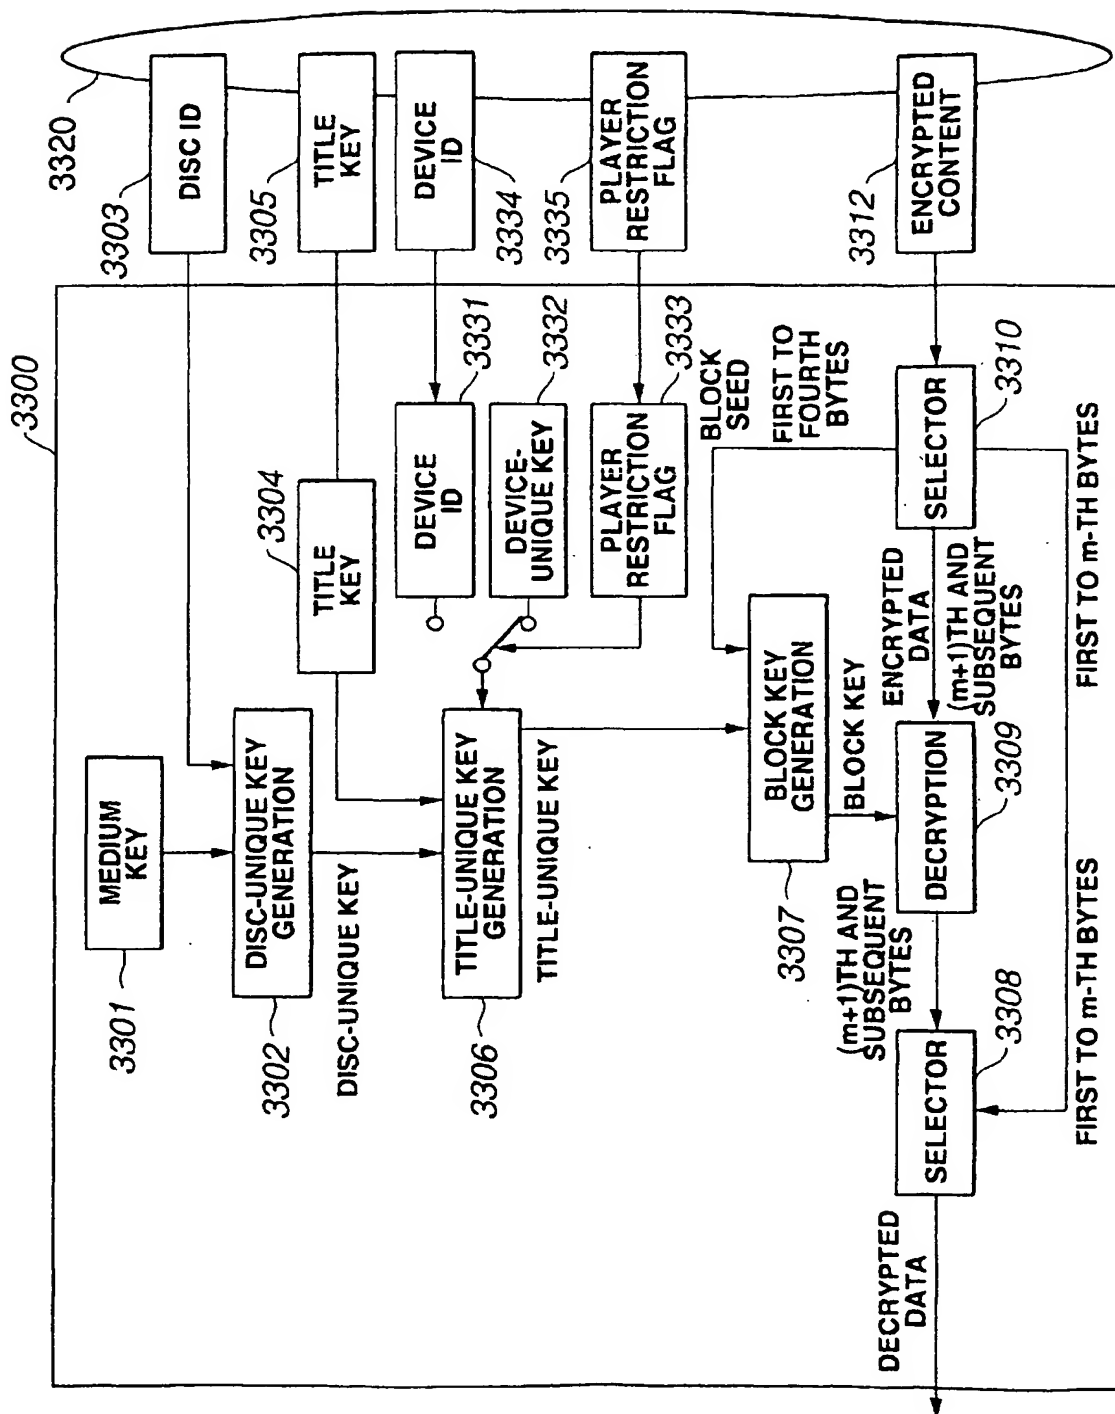 3300
3320
3303
DISC ID
3305
TITLE
KEY
DEVICE
ID
3334
PLAYER
RESTRICTION
FLAG
3335
ENCRYPTED
CONTENT
3312
3304
TITLE
KEY
DEVICE
ID
3331
DEVICE-
UNIQUE KEY
3332
PLAYER
RESTRICTION
FLAG
3333
BLOCK
SEED
FIRST TO
FOURTH
BYTES
SELECTOR
3310
MEDIUM
KEY
3301
DISC-UNIQUE KEY
GENERATION
3302
DISC-UNIQUE KEY
TITLE-UNIQUE KEY
GENERATION
3306
TITLE-UNIQUE KEY
BLOCK KEY
GENERATION
3307
BLOCK KEY
ENCRYPTED
DATA
(m+1)TH AND
SUBSEQUENT
BYTES
FIRST TO m-TH BYTES
DECRYPTION
3309
(m+1)TH AND
SUBSEQUENT
BYTES
SELECTOR
3308
FIRST TO m-TH BYTES
DECRYPTED
DATA